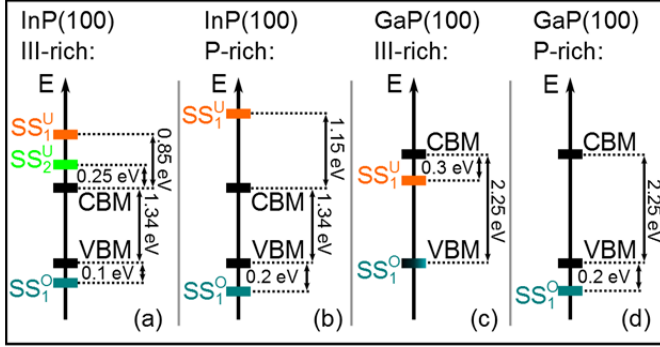 InP(100)
III-rich:
E
SS₁ᵁ
SS₂ᵁ
0.85 eV
0.25 eV
CBM
1.34 eV
VBM
0.1 eV
SS₁ᴼ
(a)
InP(100)
P-rich:
E
SS₁ᵁ
1.15 eV
CBM
1.34 eV
VBM
0.2 eV
SS₁ᴼ
(b)
GaP(100)
III-rich:
E
CBM
0.3 eV
SS₁ᵁ
2.25 eV
VBM
SS₁ᴼ
(c)
GaP(100)
P-rich:
E
CBM
2.25 eV
VBM
0.2 eV
SS₁ᴼ
(d)